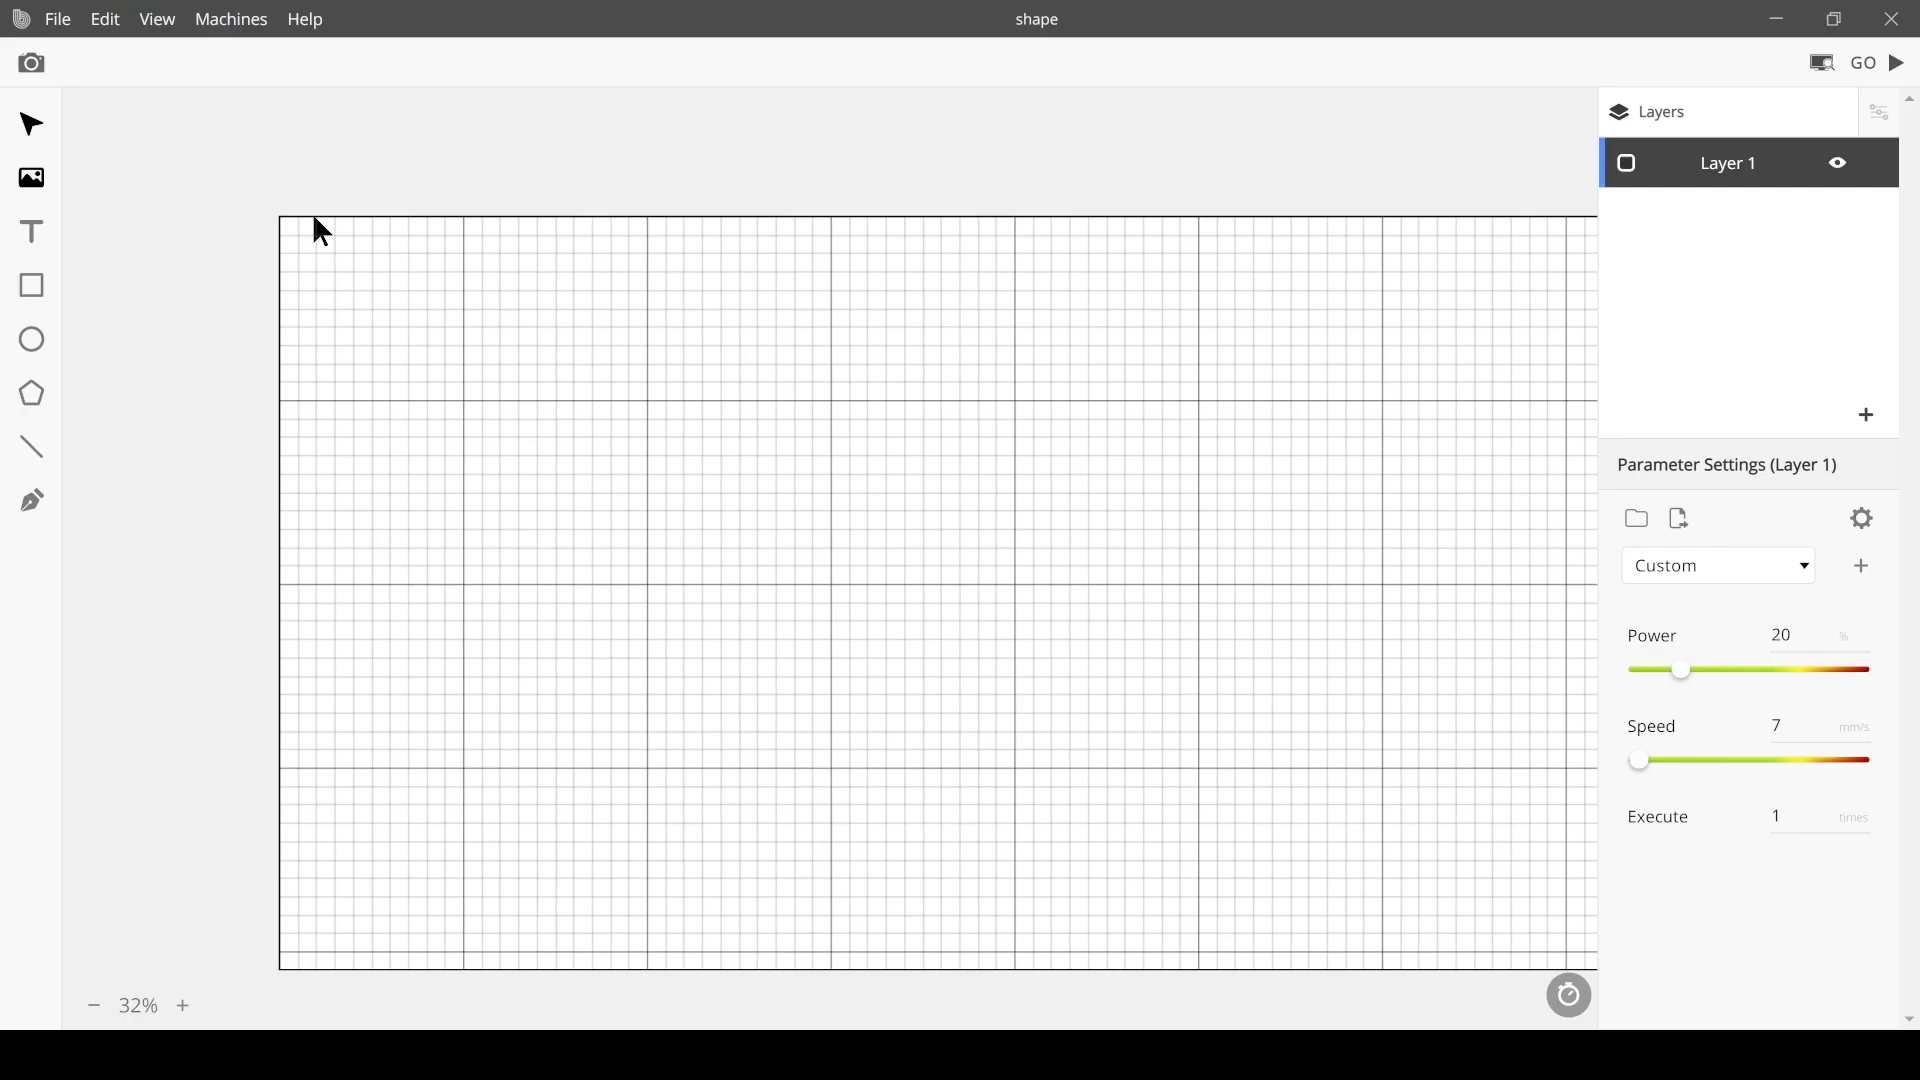 File Edit View Machines Help shape
GO
Layers
Layer 1
Parameter Settings (Layer 1)
Custom
Power 20 %
Speed 7 mm/s
Execute 1 times
32%